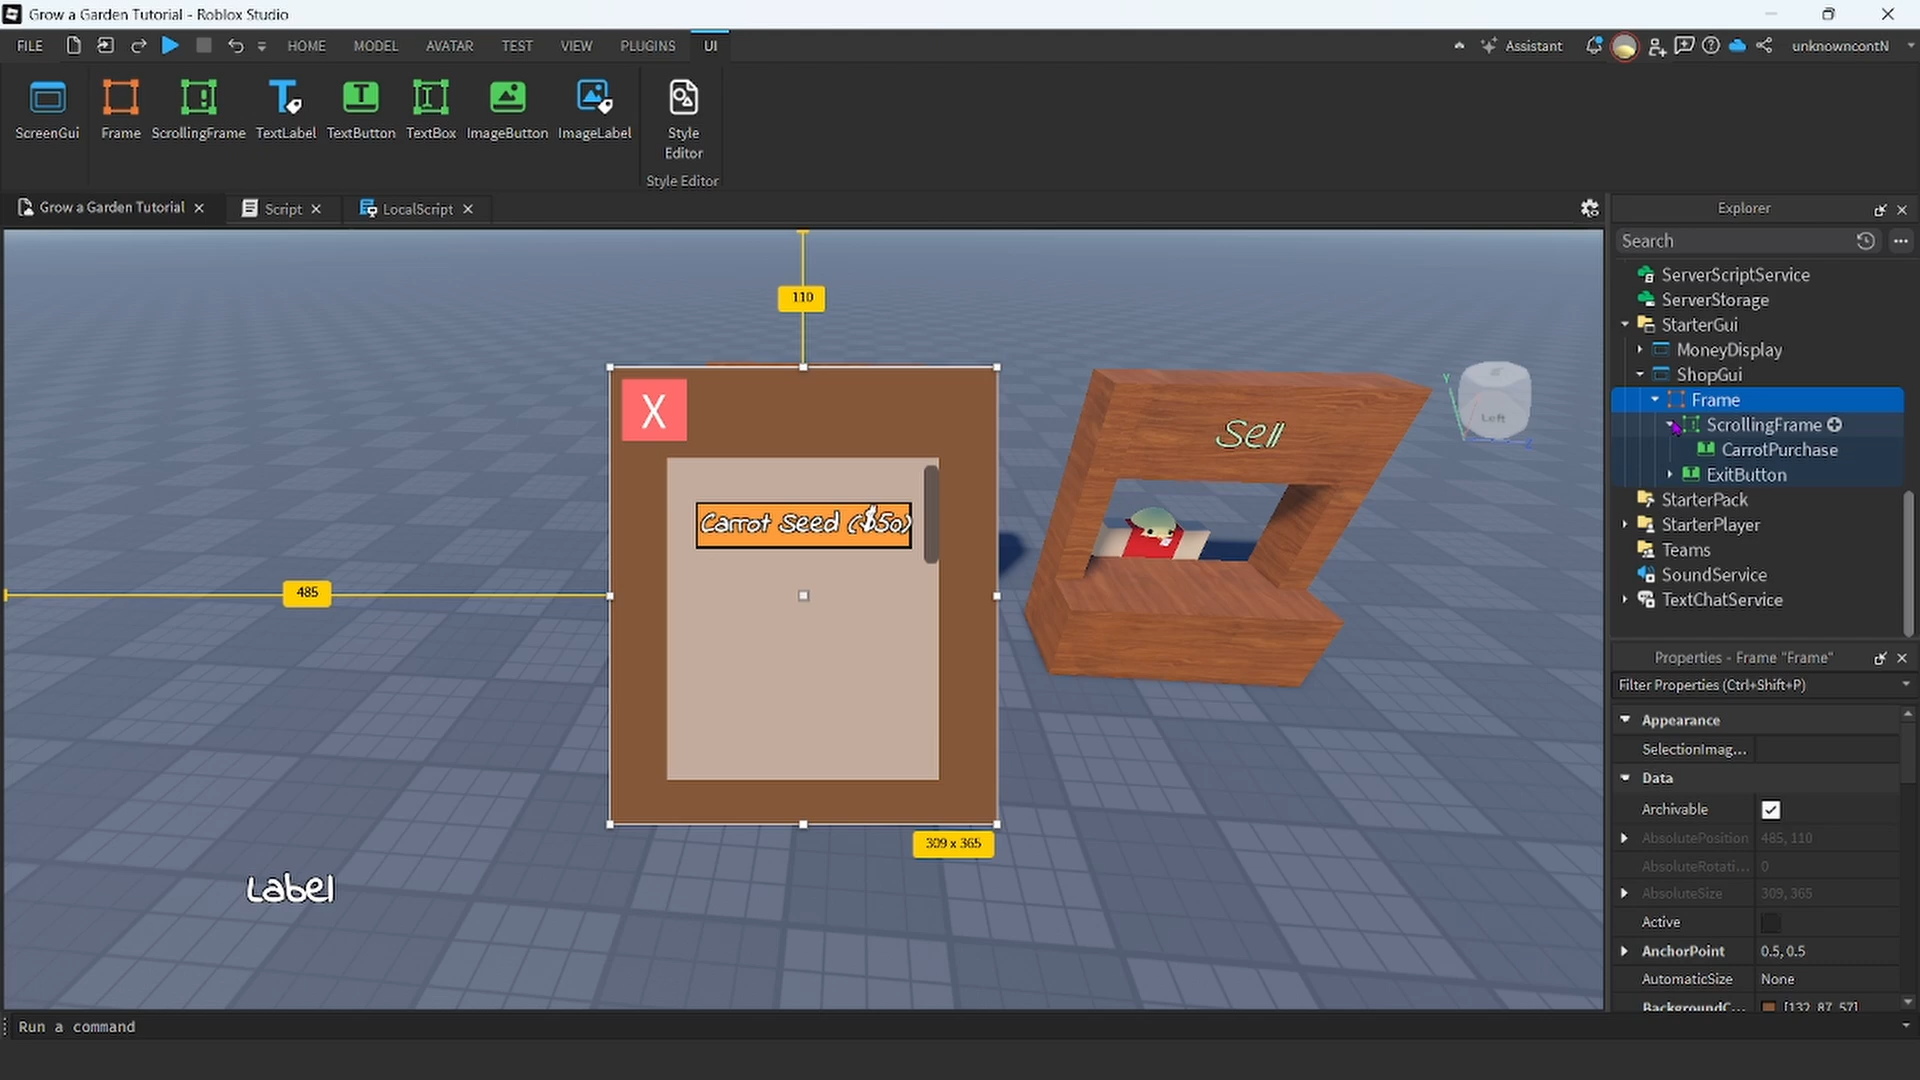 Grow a Garden Tutorial - Roblox Studio
FILE HOME MODEL AVATAR TEST VIEW PLUGINS UI Assistant unknowncontN
ScreenGui Frame ScrollingFrame TextLabel TextButton TextBox ImageButton ImageLabel Style Editor
Style Editor
Grow a Garden Tutorial Script LocalScript
110
X
Carrot Seed ($50)
485
309 x 365
Label
Sell
Left
Y
Explorer
Search
ServerScriptService
ServerStorage
StarterGui
MoneyDisplay
ShopGui
Frame
ScrollingFrame
CarrotPurchase
ExitButton
StarterPack
StarterPlayer
Teams
SoundService
TextChatService
Properties - Frame "Frame"
Filter Properties (Ctrl+Shift+P)
Appearance
SelectionImag...
Data
Archivable
AbsolutePosition 485, 110
AbsoluteRotati... 0
AbsoluteSize 309, 365
Active
AnchorPoint 0.5, 0.5
AutomaticSize None
BackgroundC... [132, 87, 57]
Run a command